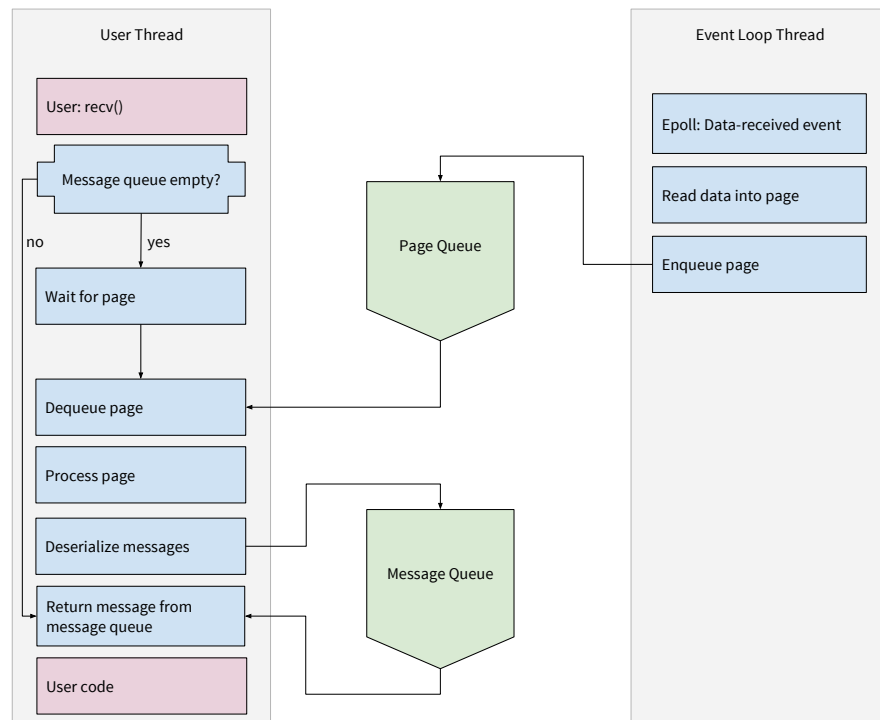 User Thread
User: recv()
Message queue empty?
no
yes
Wait for page
Dequeue page
Process page
Deserialize messages
Return message from
message queue
User code
Page Queue
Message Queue
Event Loop Thread
Epoll: Data-received event
Read data into page
Enqueue page